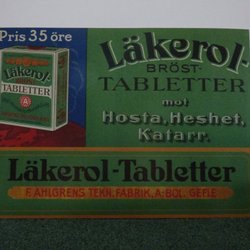 Pris 35 öre
Läkerol-
BRÖST-
TABLETTER
mot
Hosta, Heshet,
Katarr.
Läkerol-
BRÖST-
TABLETTER
A
Läkerol-Tabletter
F. AHLGRENS TEKN. FABRIK, A.-BOL. GEFLE